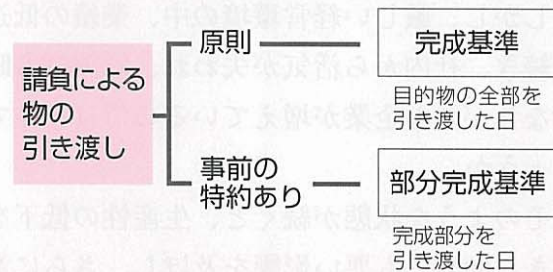 請負による
物の
引き渡し
原則
完成基準
目的物の全部を
引き渡した日
事前の
特約あり
部分完成基準
完成部分を
引き渡した日